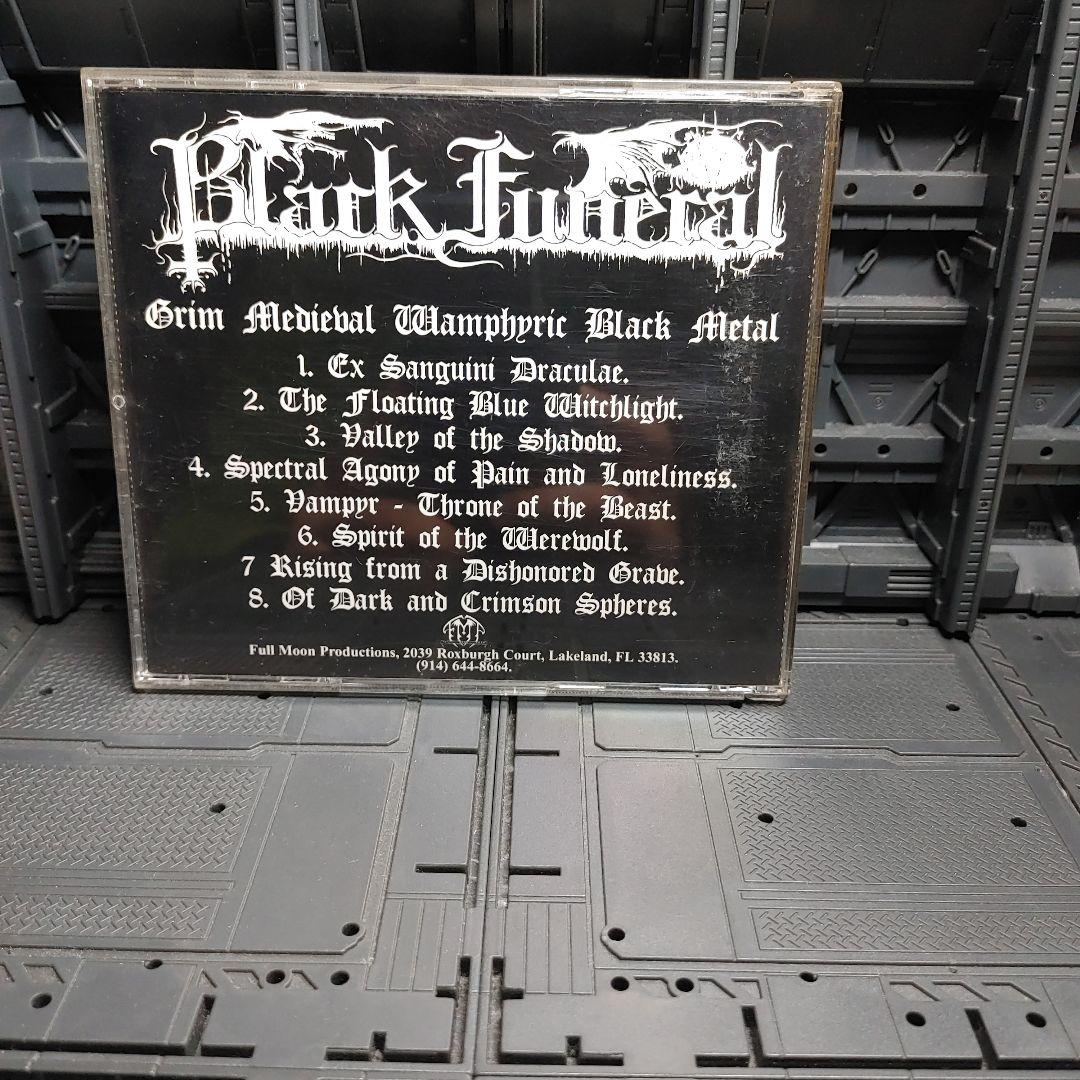 Black Funeral
Grim Medieval Wamphyric Black Metal
1. Ex Sanguini Draculae.
2. The Floating Blue Witchlight.
3. Valley of the Shadow.
4. Spectral Agony of Pain and Loneliness.
5. Vampyr - Throne of the Beast.
6. Spirit of the Werewolf.
7 Rising from a Dishonored Grave.
8. Of Dark and Crimson Spheres.
FMP
Full Moon Productions, 2039 Roxburgh Court, Lakeland, FL 33813.
(914) 644-8664.